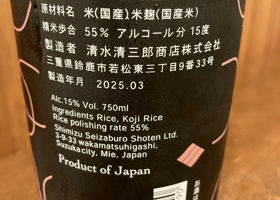 原材料名 米(国産)米麹(国産米)
精米歩合 55% アルコール分 15度
製造者 清水清三郎商店株式会社
三重県鈴鹿市若松東三丁目9番33号
製造年月 2025.03
Alc.15% Vol. 750ml
Ingredients Rice, Koji Rice
Rice polishing rate 55%
Shimizu Seizaburo Shoten Ltd.
3-9-33 wakamatsuhigashi,
Suzukacity, Mie, Japan
Product of Japan
お酒は